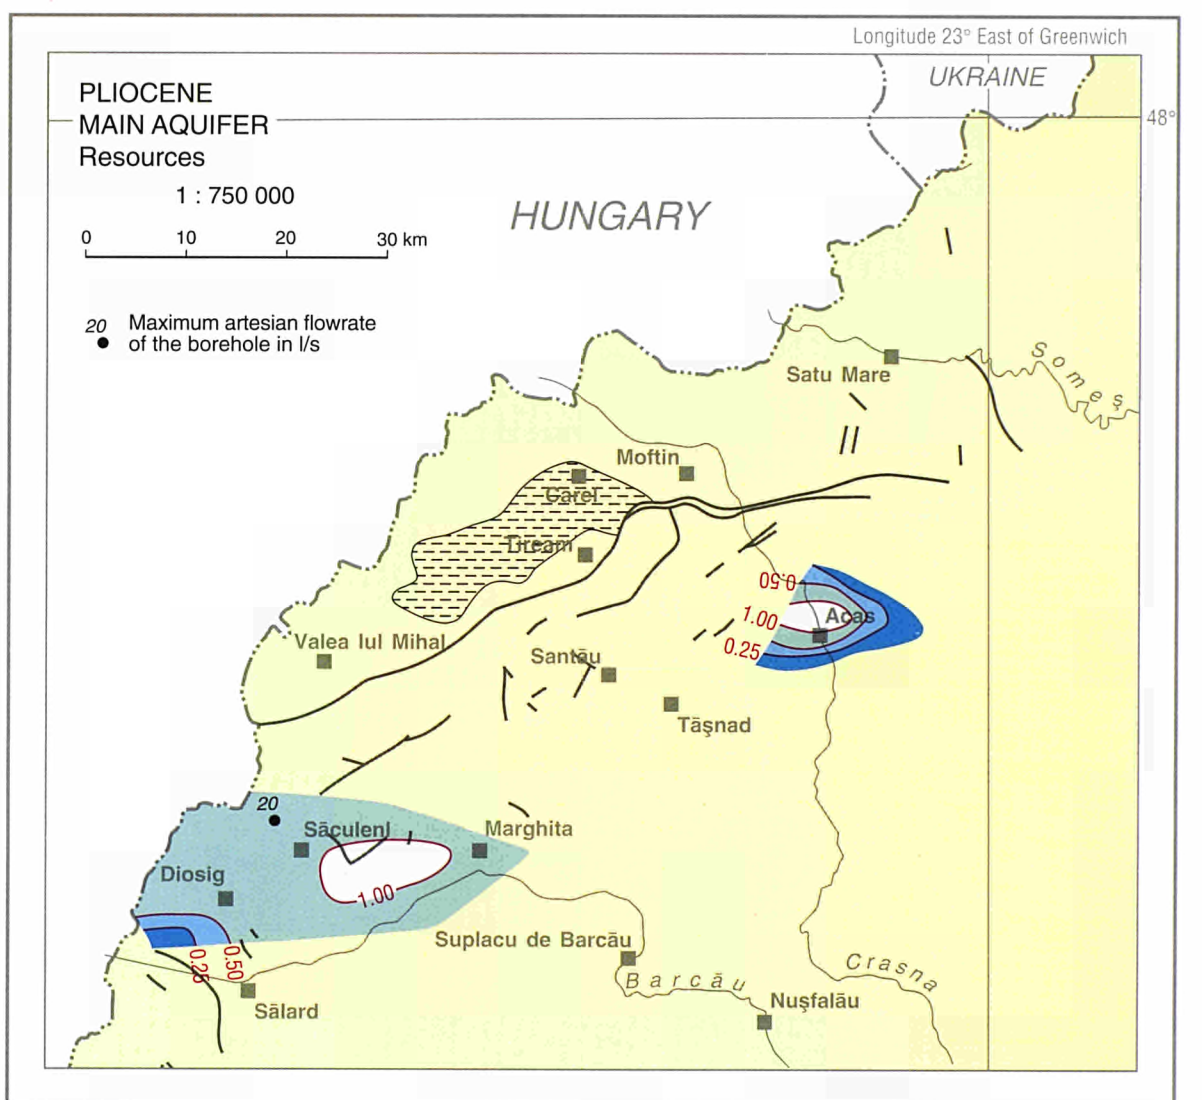 Longitude 23° East of Greenwich
UKRAINE
PLIOCENE
MAIN AQUIFER
48°
Resources
1 : 750 000
HUNGARY
0 10 20 30 km
20 Maximum artesian flowrate
of the borehole in l/s
Someş
Satu Mare
Moftin
Carei
Tiream
0.50
1.00
Acâs
0.25
Valea lui Mihai
Santău
Tăşnad
20
Săculeni
Marghita
Diosig
1.00
Suplacu de Barcău
0.25
0.50
Barcău
Crasna
Sălard
Nuşfalău